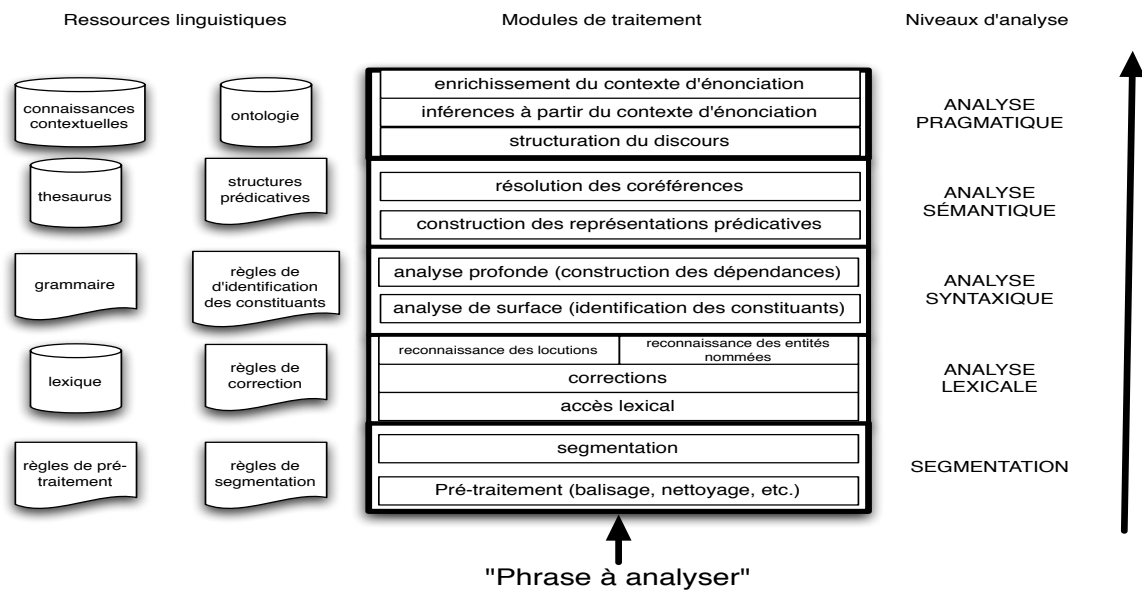 Ressources linguistiques
Modules de traitement
Niveaux d'analyse
connaissances
contextuelles
ontologie
enrichissement du contexte d'énonciation
inférences à partir du contexte d'énonciation
structuration du discours
ANALYSE
PRAGMATIQUE
thesaurus
structures
prédicatives
résolution des coréférences
construction des représentations prédicatives
ANALYSE
SÉMANTIQUE
grammaire
règles de
d'identification
des constituants
analyse profonde (construction des dépendances)
analyse de surface (identification des constituants)
ANALYSE
SYNTAXIQUE
lexique
règles de
correction
reconnaissance des locutions
reconnaissance des entités
nommées
corrections
accès lexical
ANALYSE
LEXICALE
règles de pré-
traitement
règles de
segmentation
segmentation
Pré-traitement (balisage, nettoyage, etc.)
SEGMENTATION
"Phrase à analyser"